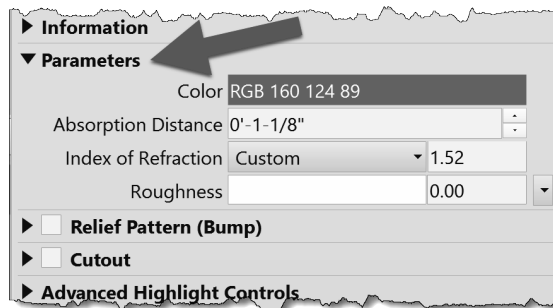 Information
Parameters
Color RGB 160 124 89
Absorption Distance 0'-1-1/8"
Index of Refraction Custom 1.52
Roughness 0.00
Relief Pattern (Bump)
Cutout
Advanced Highlight Controls